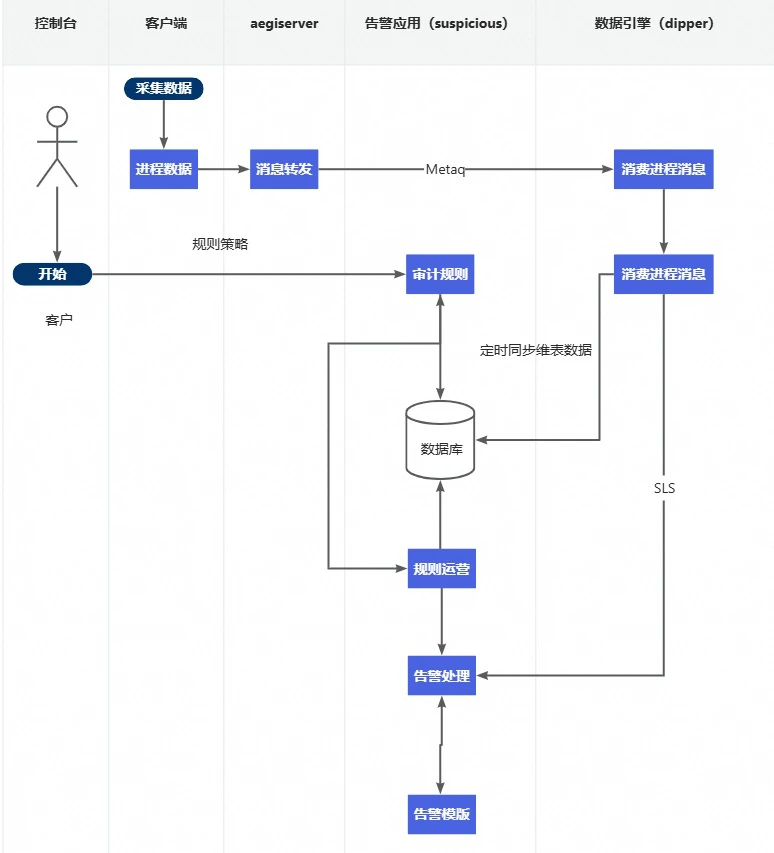 控制台
客户端
aegiserver
告警应用（suspicious）
数据引擎（dipper）
采集数据
进程数据
消息转发
Metaq
消费进程消息
规则策略
开始
审计规则
消费进程消息
客户
定时同步维表数据
数据库
SLS
规则运营
告警处理
告警模版